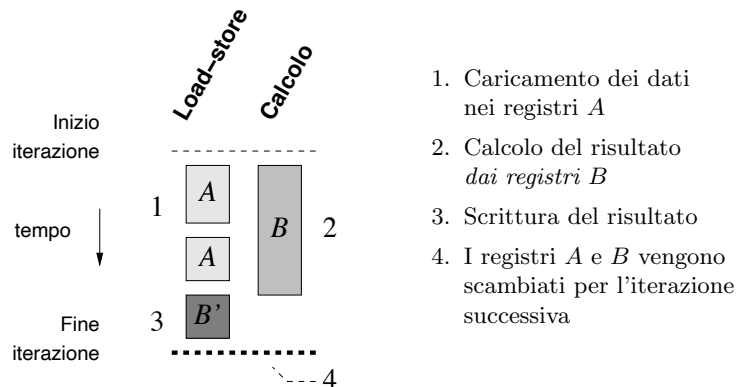 Load–store
Calcolo
Inizio
iterazione
1
A
B
2
tempo
A
Fine
iterazione
3
B’
4
1. Caricamento dei dati
nei registri A
2. Calcolo del risultato
dai registri B
3. Scrittura del risultato
4. I registri A e B vengono
scambiati per l'iterazione
successiva